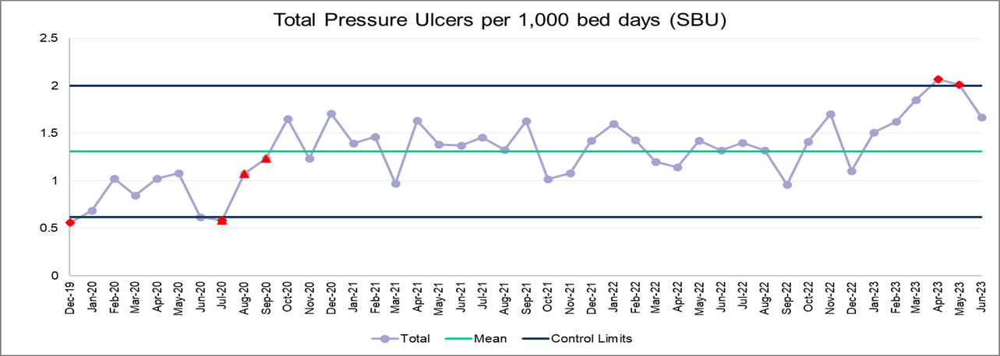 Total Pressure Ulcers per 1,000 bed days (SBU)
2.5
2
1.5
1
0.5
0
Dec-19
Jan-20
Feb-20
Mar-20
Apr-20
May-20
Jun-20
Jul-20
Aug-20
Sep-20
Oct-20
Nov-20
Dec-20
Jan-21
Feb-21
Mar-21
Apr-21
May-21
Jun-21
Jul-21
Aug-21
Sep-21
Oct-21
Nov-21
Dec-21
Jan-22
Feb-22
Mar-22
Apr-22
May-22
Jun-22
Jul-22
Aug-22
Sep-22
Oct-22
Nov-22
Dec-22
Jan-23
Feb-23
Mar-23
Apr-23
May-23
Jun-23
Total Mean Control Limits